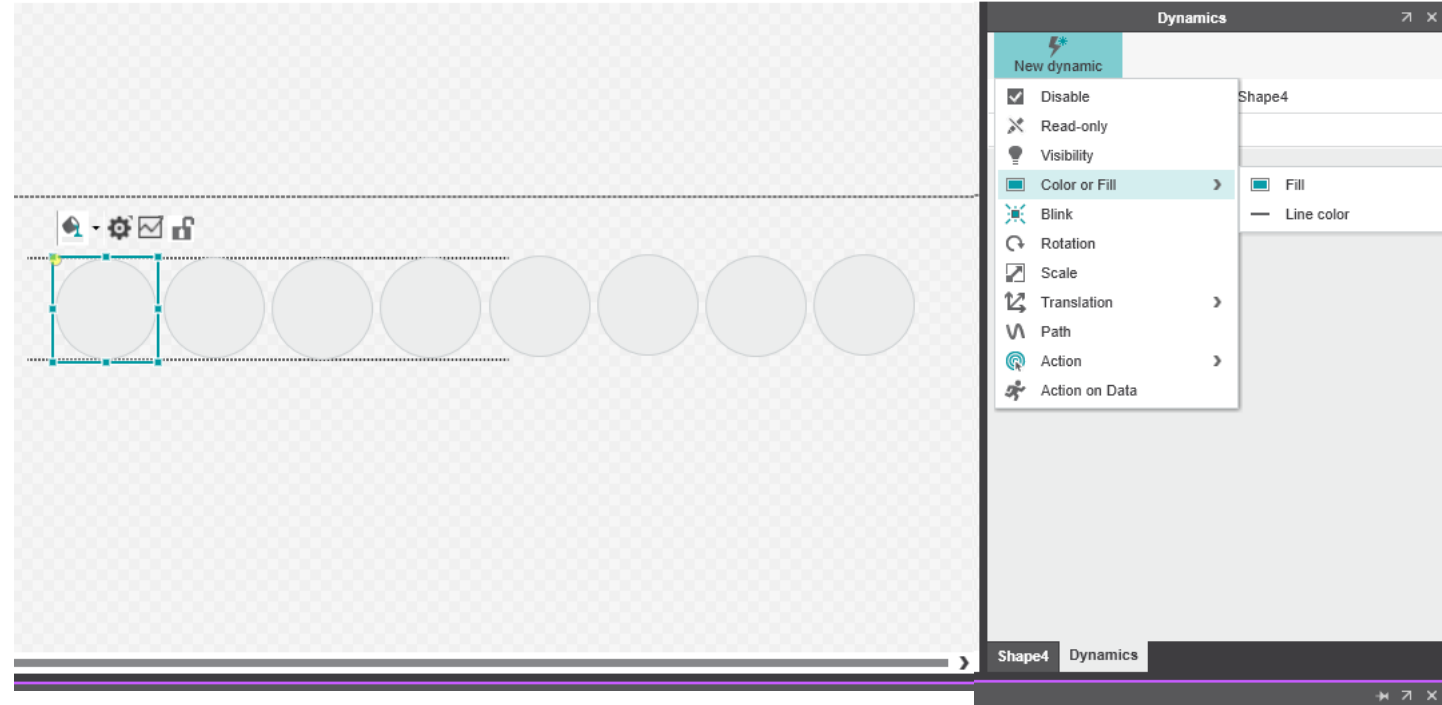 Dynamics
New dynamic
Disable
Shape4
Read-only
Visibility
Color or Fill
Fill
Blink
Line color
Rotation
Scale
Translation
Path
Action
Action on Data
Shape4 Dynamics